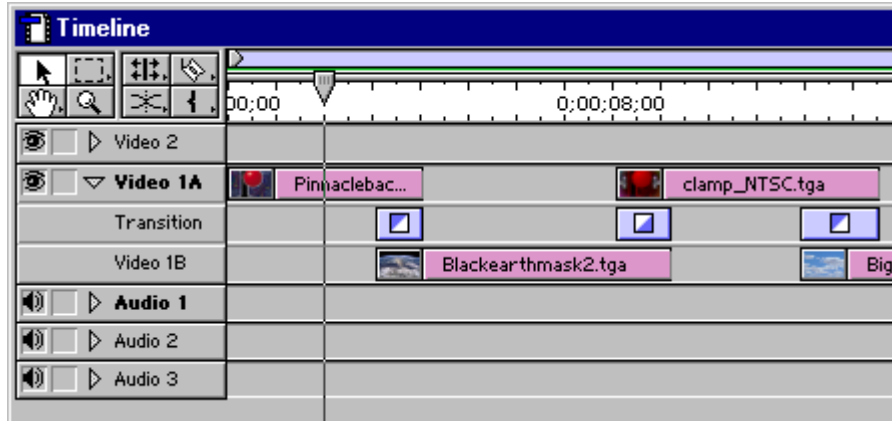 Timeline
00;00 0;00;08;00
Video 2
Video 1A Pinnaclebac... clamp_NTSC.tga
Transition
Video 1B Blackearthmask2.tga Big
Audio 1
Audio 2
Audio 3